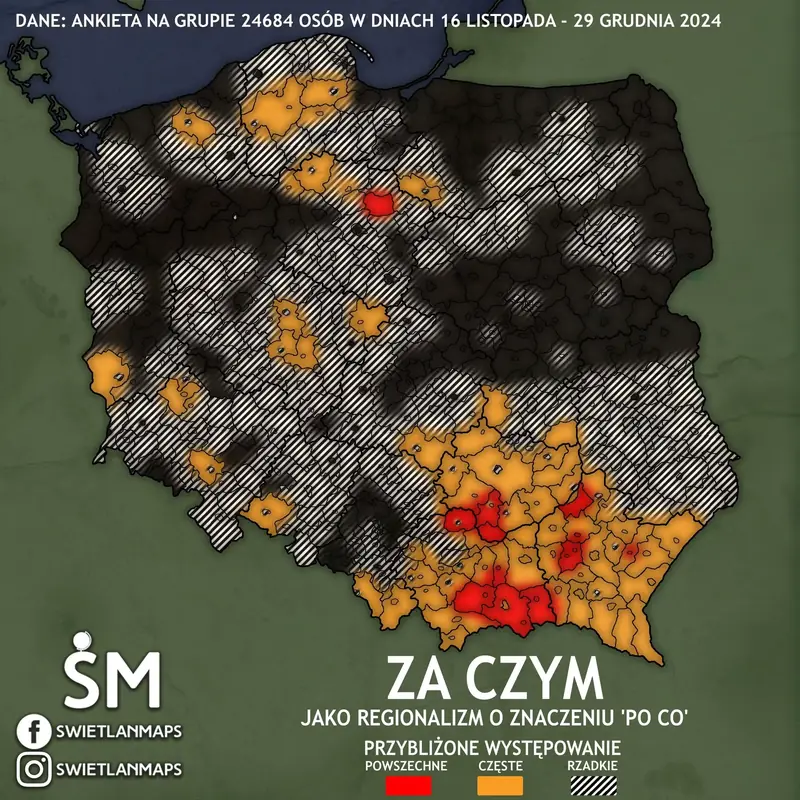 DANE: ANKIETA NA GRUPIE 24684 OSÓB W DNIACH 16 LISTOPADA - 29 GRUDNIA 2024
ŚM
SWIETLANMAPS
SWIETLANMAPS
ZA CZYM
JAKO REGIONALIZM O ZNACZENIU 'PO CO'
PRZYBLIŻONE WYSTĘPOWANIE
POWSZECHNE CZĘSTE RZADKIE